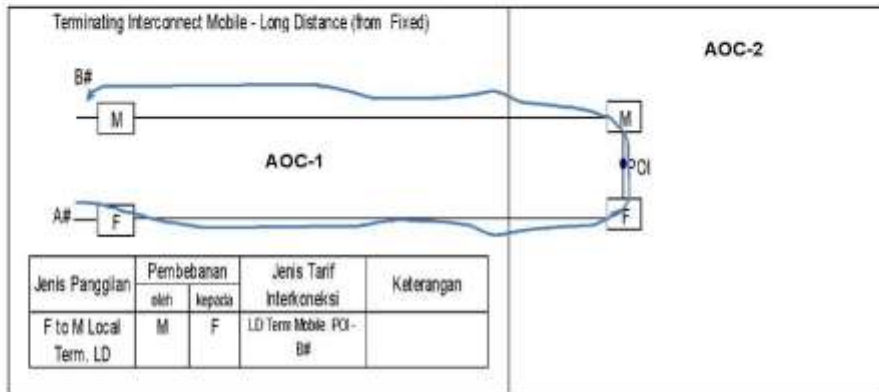 Terminating Interconnect Mobile - Long Distance (from Fixed)
AOC-2
B#
M
M
AOC-1
POI
A#
F
F
Jenis Panggilan
Pembebanan
oleh
kepada
Jenis Tarif
Interkoneksi
Keterangan
F to M Local
Term. LD
M
F
LD Term Mobile POI -
B#